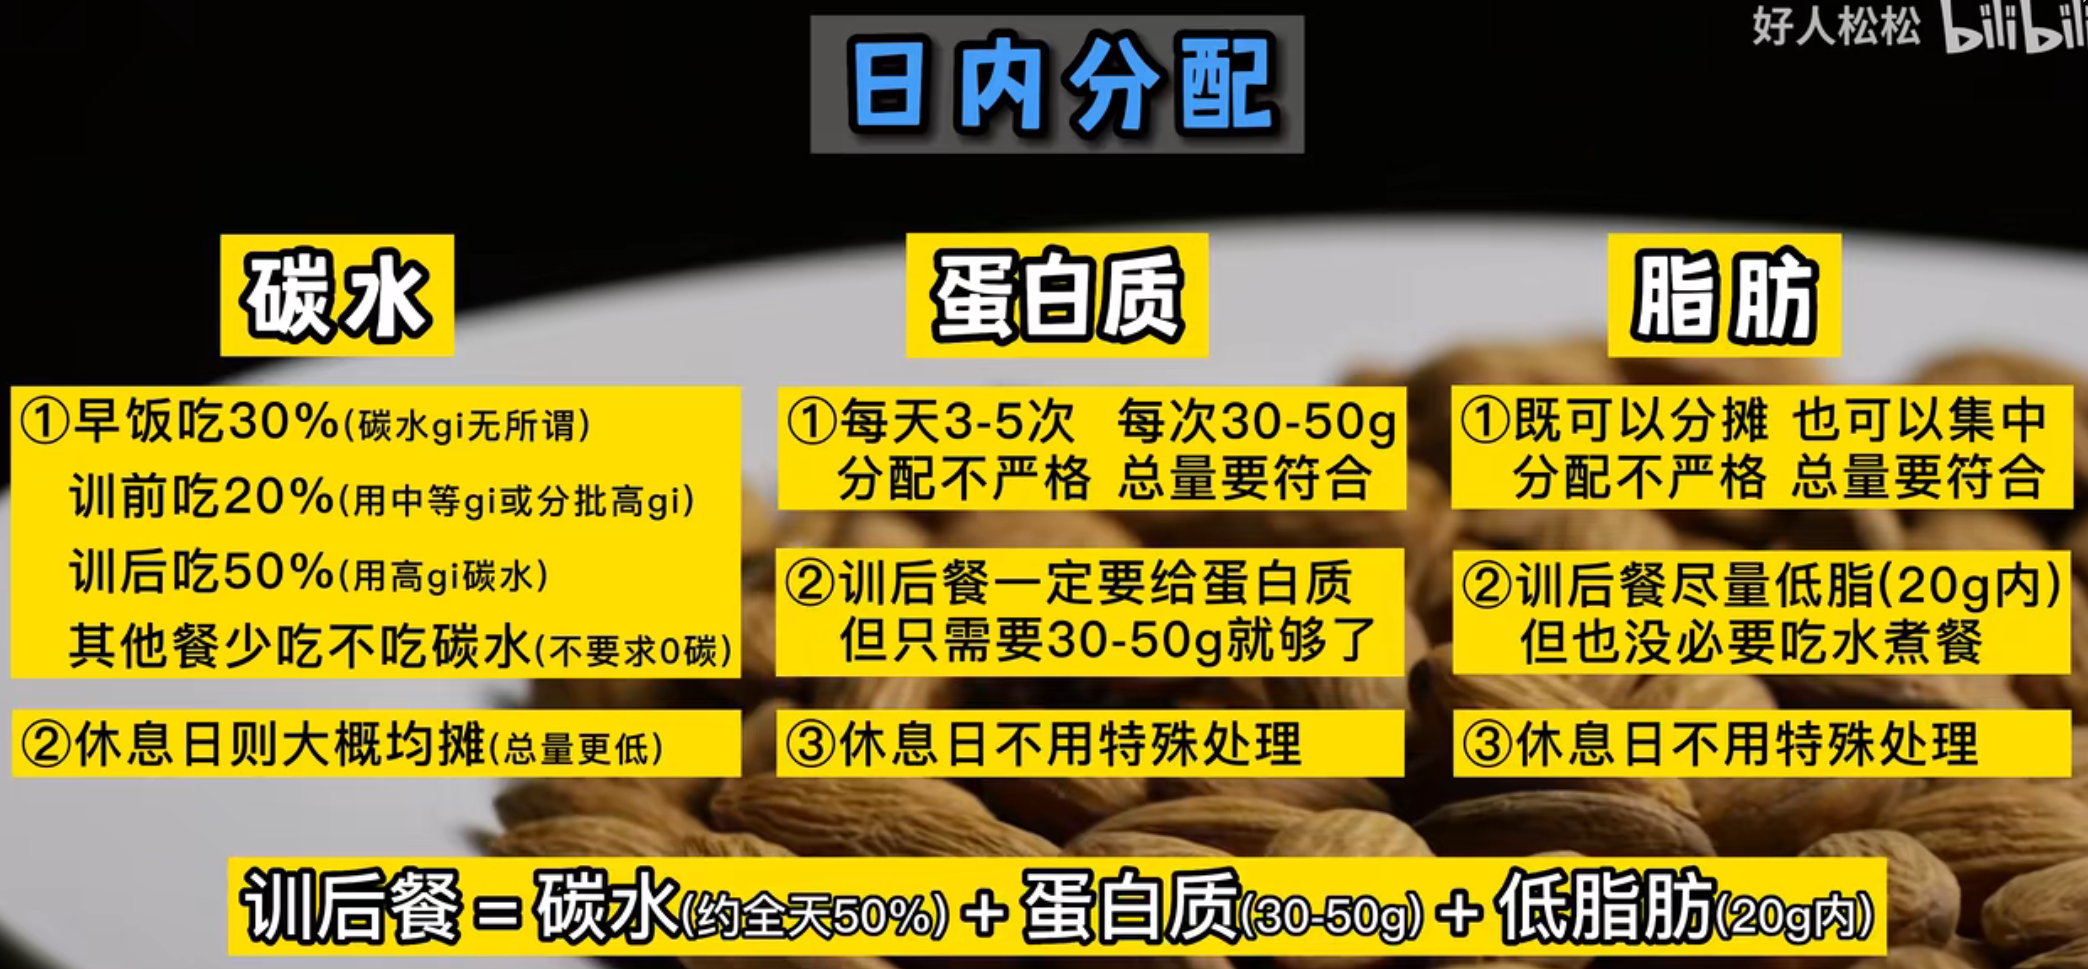 好人松松 bilibili
日内分配
碳水
①早饭吃30%(碳水gi无所谓)
训前吃20%(用中等gi或分批高gi)
训后吃50%(用高gi碳水)
其他餐少吃不吃碳水(不要求0碳)
②休息日则大概均摊(总量更低)
蛋白质
①每天3-5次 每次30-50g
分配不严格 总量要符合
②训后餐一定要给蛋白质
但只需要30-50g就够了
③休息日不用特殊处理
脂肪
①既可以分摊 也可以集中
分配不严格 总量要符合
②训后餐尽量低脂(20g内)
但也没必要吃水煮餐
③休息日不用特殊处理
训后餐=碳水(约全天50%)+蛋白质(30-50g)+低脂肪(20g内)